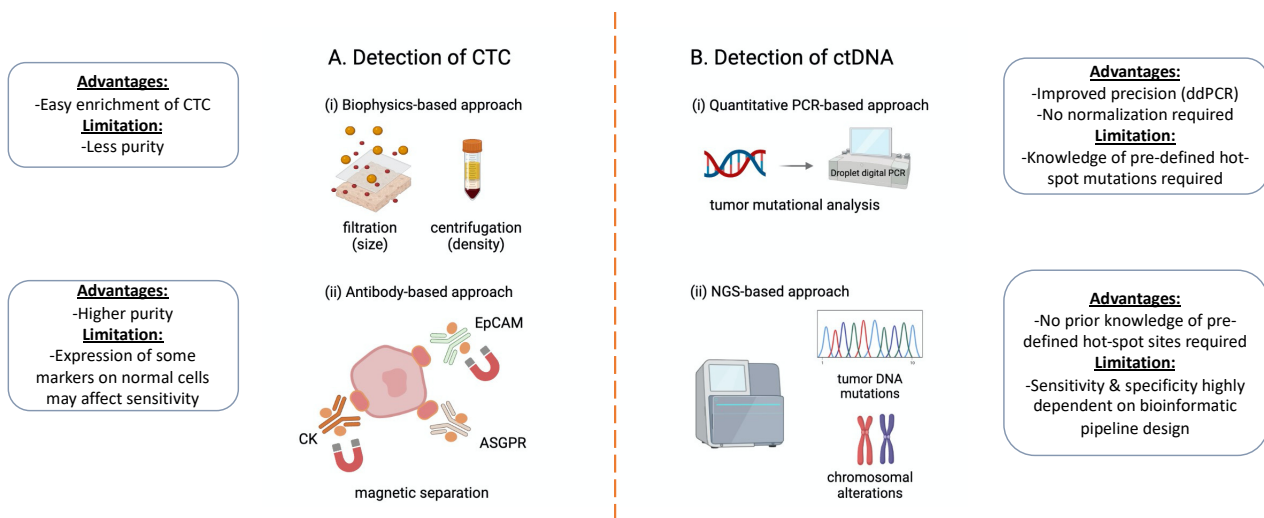 A. Detection of CTC
Advantages:
-Easy enrichment of CTC
Limitation:
-Less purity
(i) Biophysics-based approach
filtration
(size)
centrifugation
(density)
Advantages:
-Higher purity
Limitation:
-Expression of some
markers on normal cells
may affect sensitivity
(ii) Antibody-based approach
EpCAM
CK
ASGPR
magnetic separation
B. Detection of ctDNA
(i) Quantitative PCR-based approach
Droplet digital PCR
tumor mutational analysis
Advantages:
-Improved precision (ddPCR)
-No normalization required
Limitation:
-Knowledge of pre-defined hot-
spot mutations required
(ii) NGS-based approach
1
10
tumor DNA
mutations
chromosomal
alterations
Advantages:
-No prior knowledge of pre-
defined hot-spot sites required
Limitation:
-Sensitivity & specificity highly
dependent on bioinformatic
pipeline design